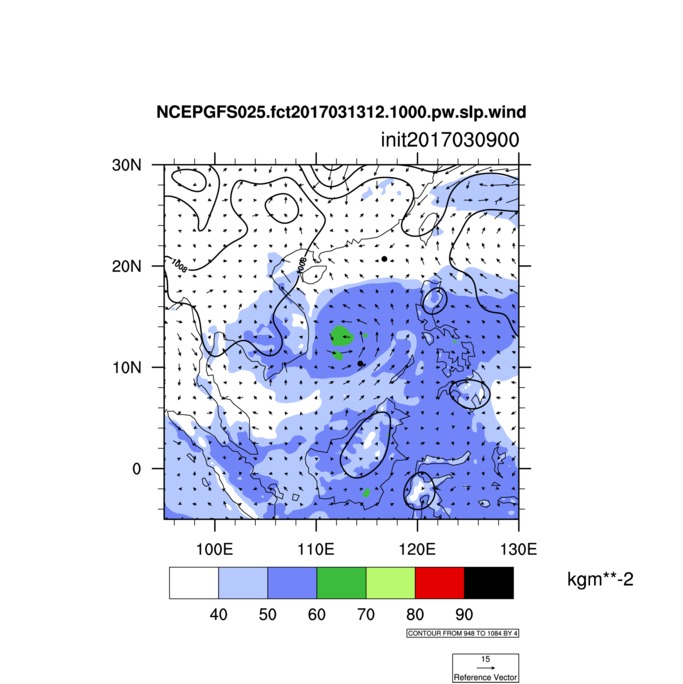 NCEPGFS025.fct2017031312.1000.pw.slp.wind
init2017030900
30N
20N
10N
0
1008
1008
100E 110E 120E 130E
kgm**-2
40 50 60 70 80 90
CONTOUR FROM 948 TO 1084 BY 4
15
Reference Vector